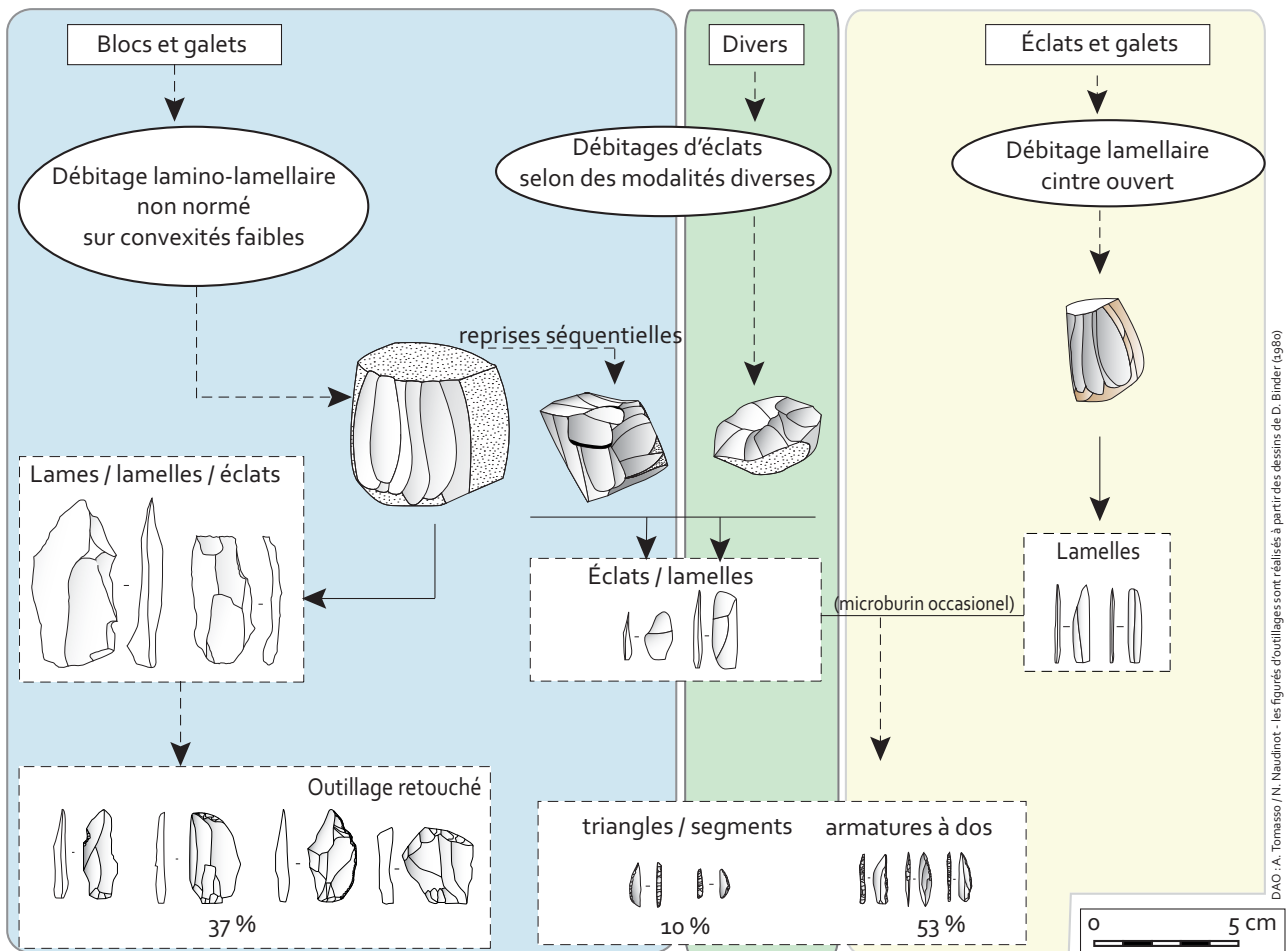 Blocs et galets
Divers
Éclats et galets
Débitage lamino-lamellaire
non normé
sur convexités faibles
Débitages d'éclats
selon des modalités diverses
Débitage lamellaire
cintre ouvert
reprises séquentielles
Lames / lamelles / éclats
Éclats / lamelles
Lamelles
(microburin occasionel)
Outillage retouché
37 %
triangles / segments
10 %
armatures à dos
53 %
0 5 cm
DAO : A. Tomasso / N. Naudinot - les figurés d'outillages sont réalisés à partir des dessins de D. Binder (1980)